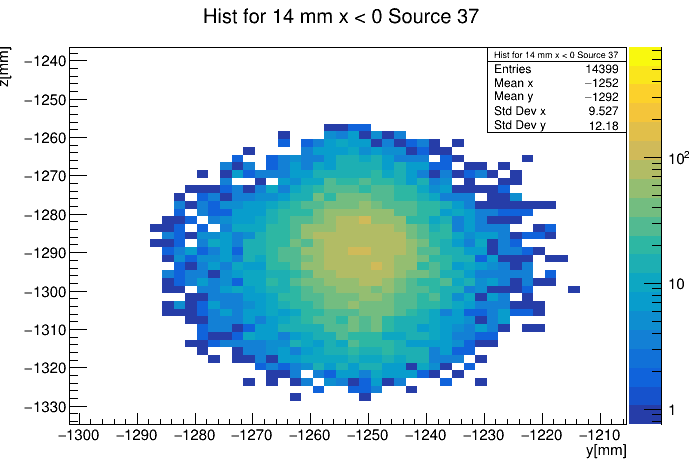 Hist for 14 mm x < 0 Source 37
z[mm]
Hist for 14 mm x < 0 Source 37
Entries 14399
Mean x −1252
Mean y −1292
Std Dev x 9.527
Std Dev y 12.18
−1240
−1250
−1260
−1270
−1280
−1290
−1300
−1310
−1320
−1330
10²
10
1
−1300 −1290 −1280 −1270 −1260 −1250 −1240 −1230 −1220 −1210
y[mm]